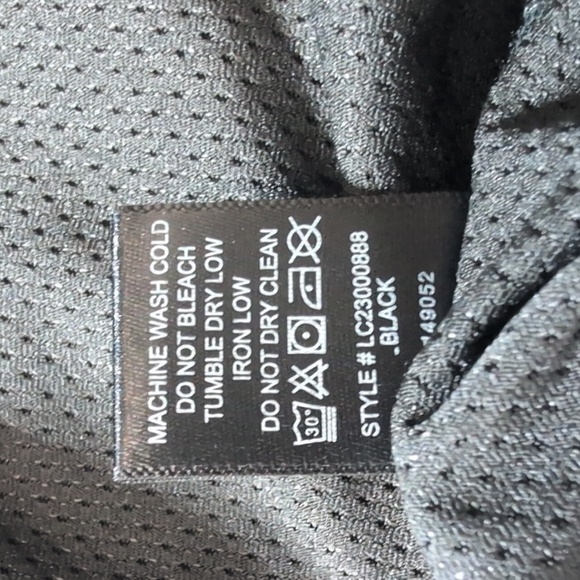 MACHINE WASH COLD
DO NOT BLEACH
TUMBLE DRY LOW
IRON LOW
DO NOT DRY CLEAN
30°
STYLE # LC23000888
-BLACK
149052